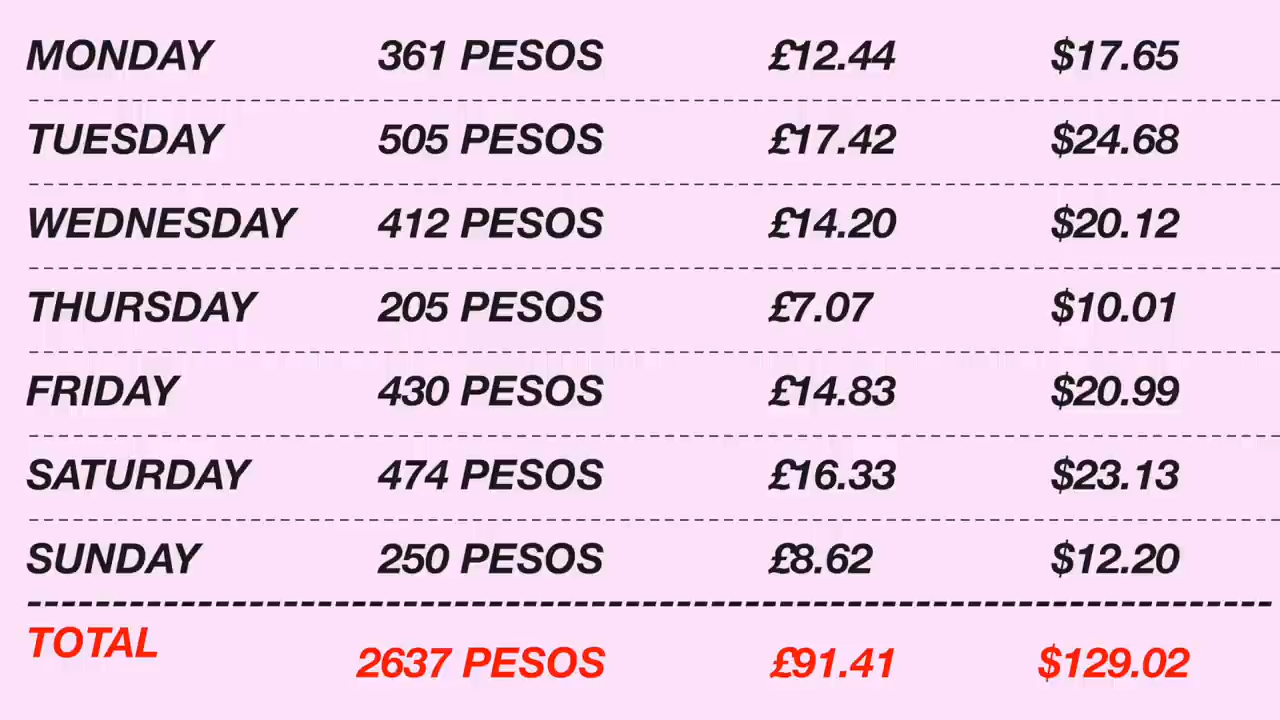 MONDAY 361 PESOS £12.44 $17.65
TUESDAY 505 PESOS £17.42 $24.68
WEDNESDAY 412 PESOS £14.20 $20.12
THURSDAY 205 PESOS £7.07 $10.01
FRIDAY 430 PESOS £14.83 $20.99
SATURDAY 474 PESOS £16.33 $23.13
SUNDAY 250 PESOS £8.62 $12.20
TOTAL 2637 PESOS £91.41 $129.02